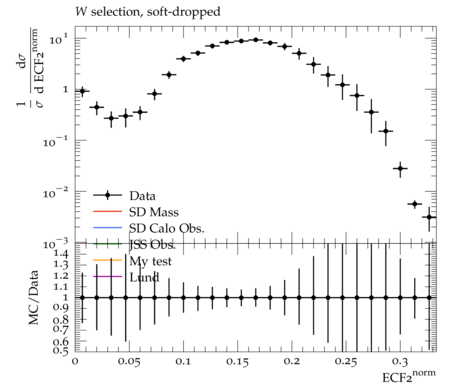 W selection, soft-dropped
1/σ dσ/d ECF2^norm
10^1
1
10^−1
10^−2
10^−3
Data
SD Mass
SD Calo Obs.
JSS Obs.
My test
Lund
MC/Data
1.4
1.3
1.2
1.1
1
0.9
0.8
0.7
0.6
0.5
0 0.05 0.1 0.15 0.2 0.25 0.3
ECF2^norm